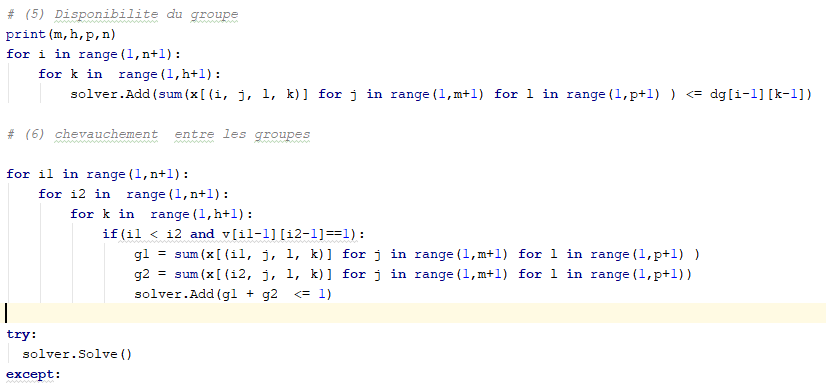 # (5) Disponibilite du groupe
print(m,h,p,n)
for i in range(1,n+1):
    for k in  range(1,h+1):
        solver.Add(sum(x[(i, j, l, k)] for j in range(1,m+1) for l in range(1,p+1) ) <= dg[i-1][k-1])
# (6) chevauchement  entre les groupes
for i1 in range(1,n+1):
    for i2 in  range(1,n+1):
        for k in  range(1,h+1):
            if(i1 < i2 and v[i1-1][i2-1]==1):
                g1 = sum(x[(i1, j, l, k)] for j in range(1,m+1) for l in range(1,p+1) )
                g2 = sum(x[(i2, j, l, k)] for j in range(1,m+1) for l in range(1,p+1))
                solver.Add(g1 + g2  <= 1)
try:
  solver.Solve()
except: